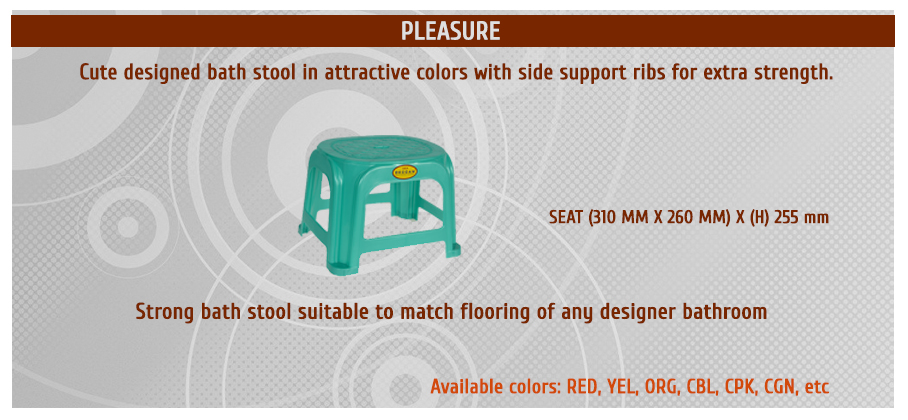 PLEASURE
Cute designed bath stool in attractive colors with side support ribs for extra strength.
SEAT (310 MM X 260 MM) X (H) 255 mm
Strong bath stool suitable to match flooring of any designer bathroom
Available colors: RED, YEL, ORG, CBL, CPK, CGN, etc